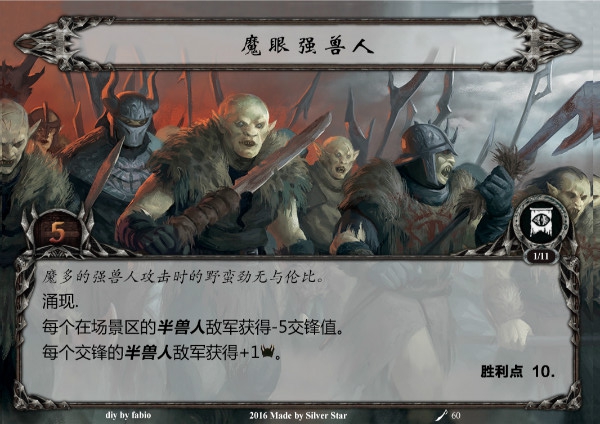 魔眼强兽人
5
1/11
魔多的强兽人攻击时的野蛮劲无与伦比。
涌现.
每个在场景区的半兽人敌军获得-5交锋值。
每个交锋的半兽人敌军获得+1。
胜利点 10.
diy by fabio 2016 Made by Silver Star 60